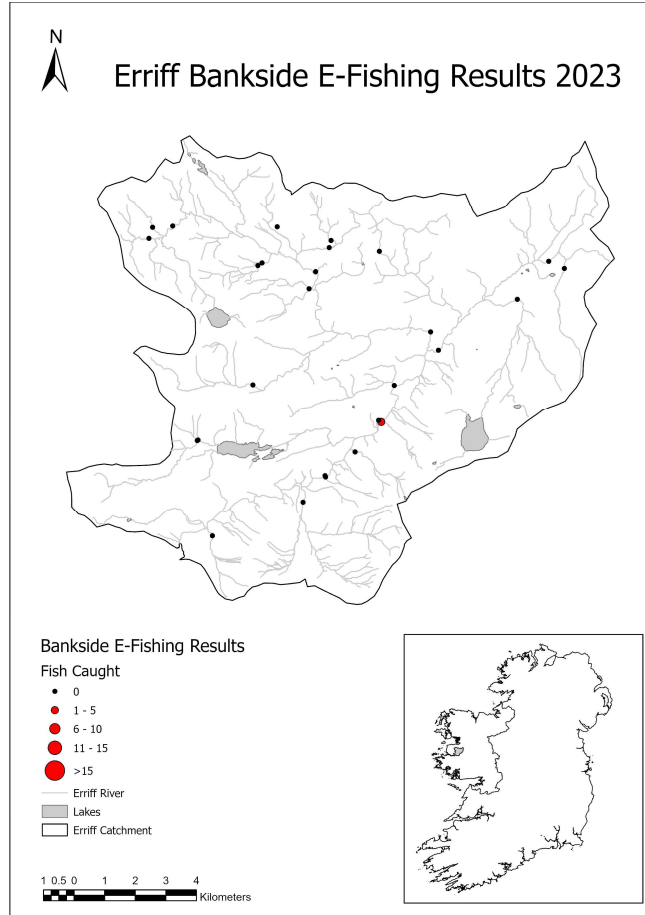 N
Erriff Bankside E-Fishing Results 2023
Bankside E-Fishing Results
Fish Caught
0
1 - 5
6 - 10
11 - 15
>15
Erriff River
Lakes
Erriff Catchment
1 0.5 0 1 2 3 4
Kilometers